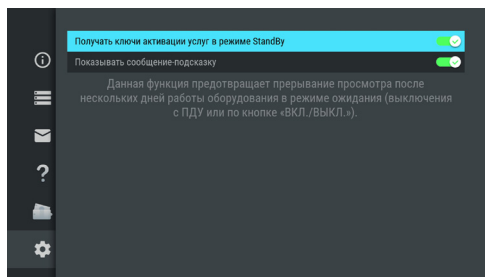 Получать ключи активации услуг в режиме StandBy
Показывать сообщение-подсказку
Данная функция предотвращает прерывание просмотра после
нескольких дней работы оборудования в режиме ожидания (выключения
с ПДУ или по кнопке «ВКЛ./ВЫКЛ.»).